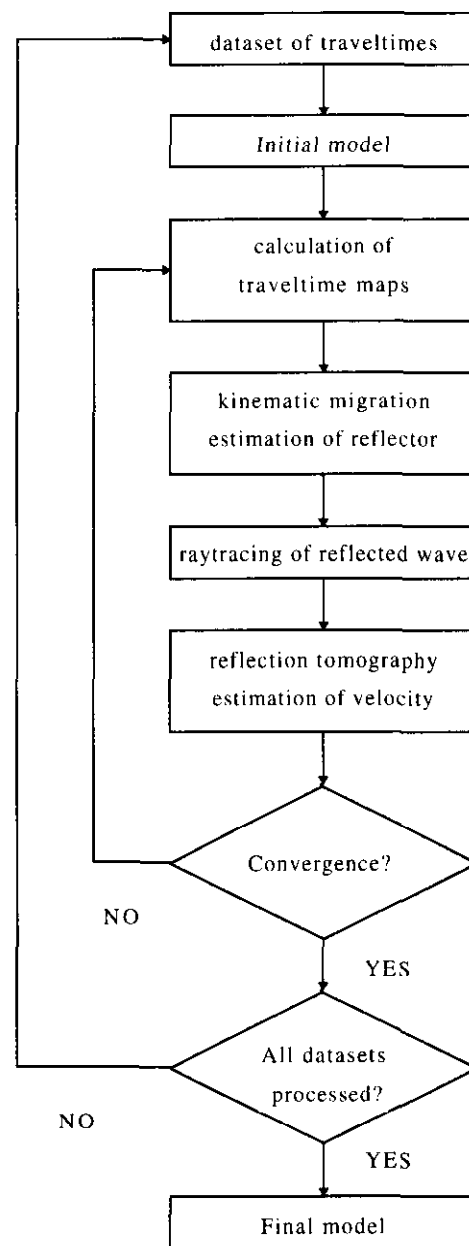 dataset of traveltimes
Initial model
calculation of
traveltime maps
kinematic migration
estimation of reflector
raytracing of reflected wave
reflection tomography
estimation of velocity
Convergence?
NO
YES
All datasets
processed?
NO
YES
Final model